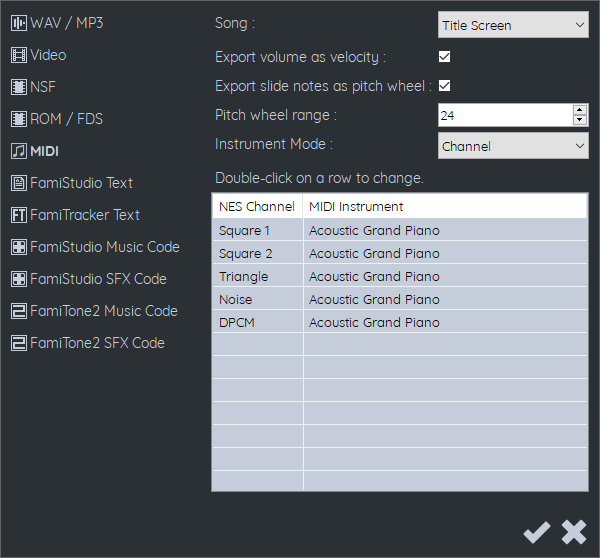 WAV / MP3
Video
NSF
ROM / FDS
MIDI
FamiStudio Text
FamiTracker Text
FamiStudio Music Code
FamiStudio SFX Code
FamiTone2 Music Code
FamiTone2 SFX Code
Song : Title Screen
Export volume as velocity :
Export slide notes as pitch wheel :
Pitch wheel range : 24
Instrument Mode : Channel
Double-click on a row to change.
NES Channel MIDI Instrument
Square 1 Acoustic Grand Piano
Square 2 Acoustic Grand Piano
Triangle Acoustic Grand Piano
Noise Acoustic Grand Piano
DPCM Acoustic Grand Piano